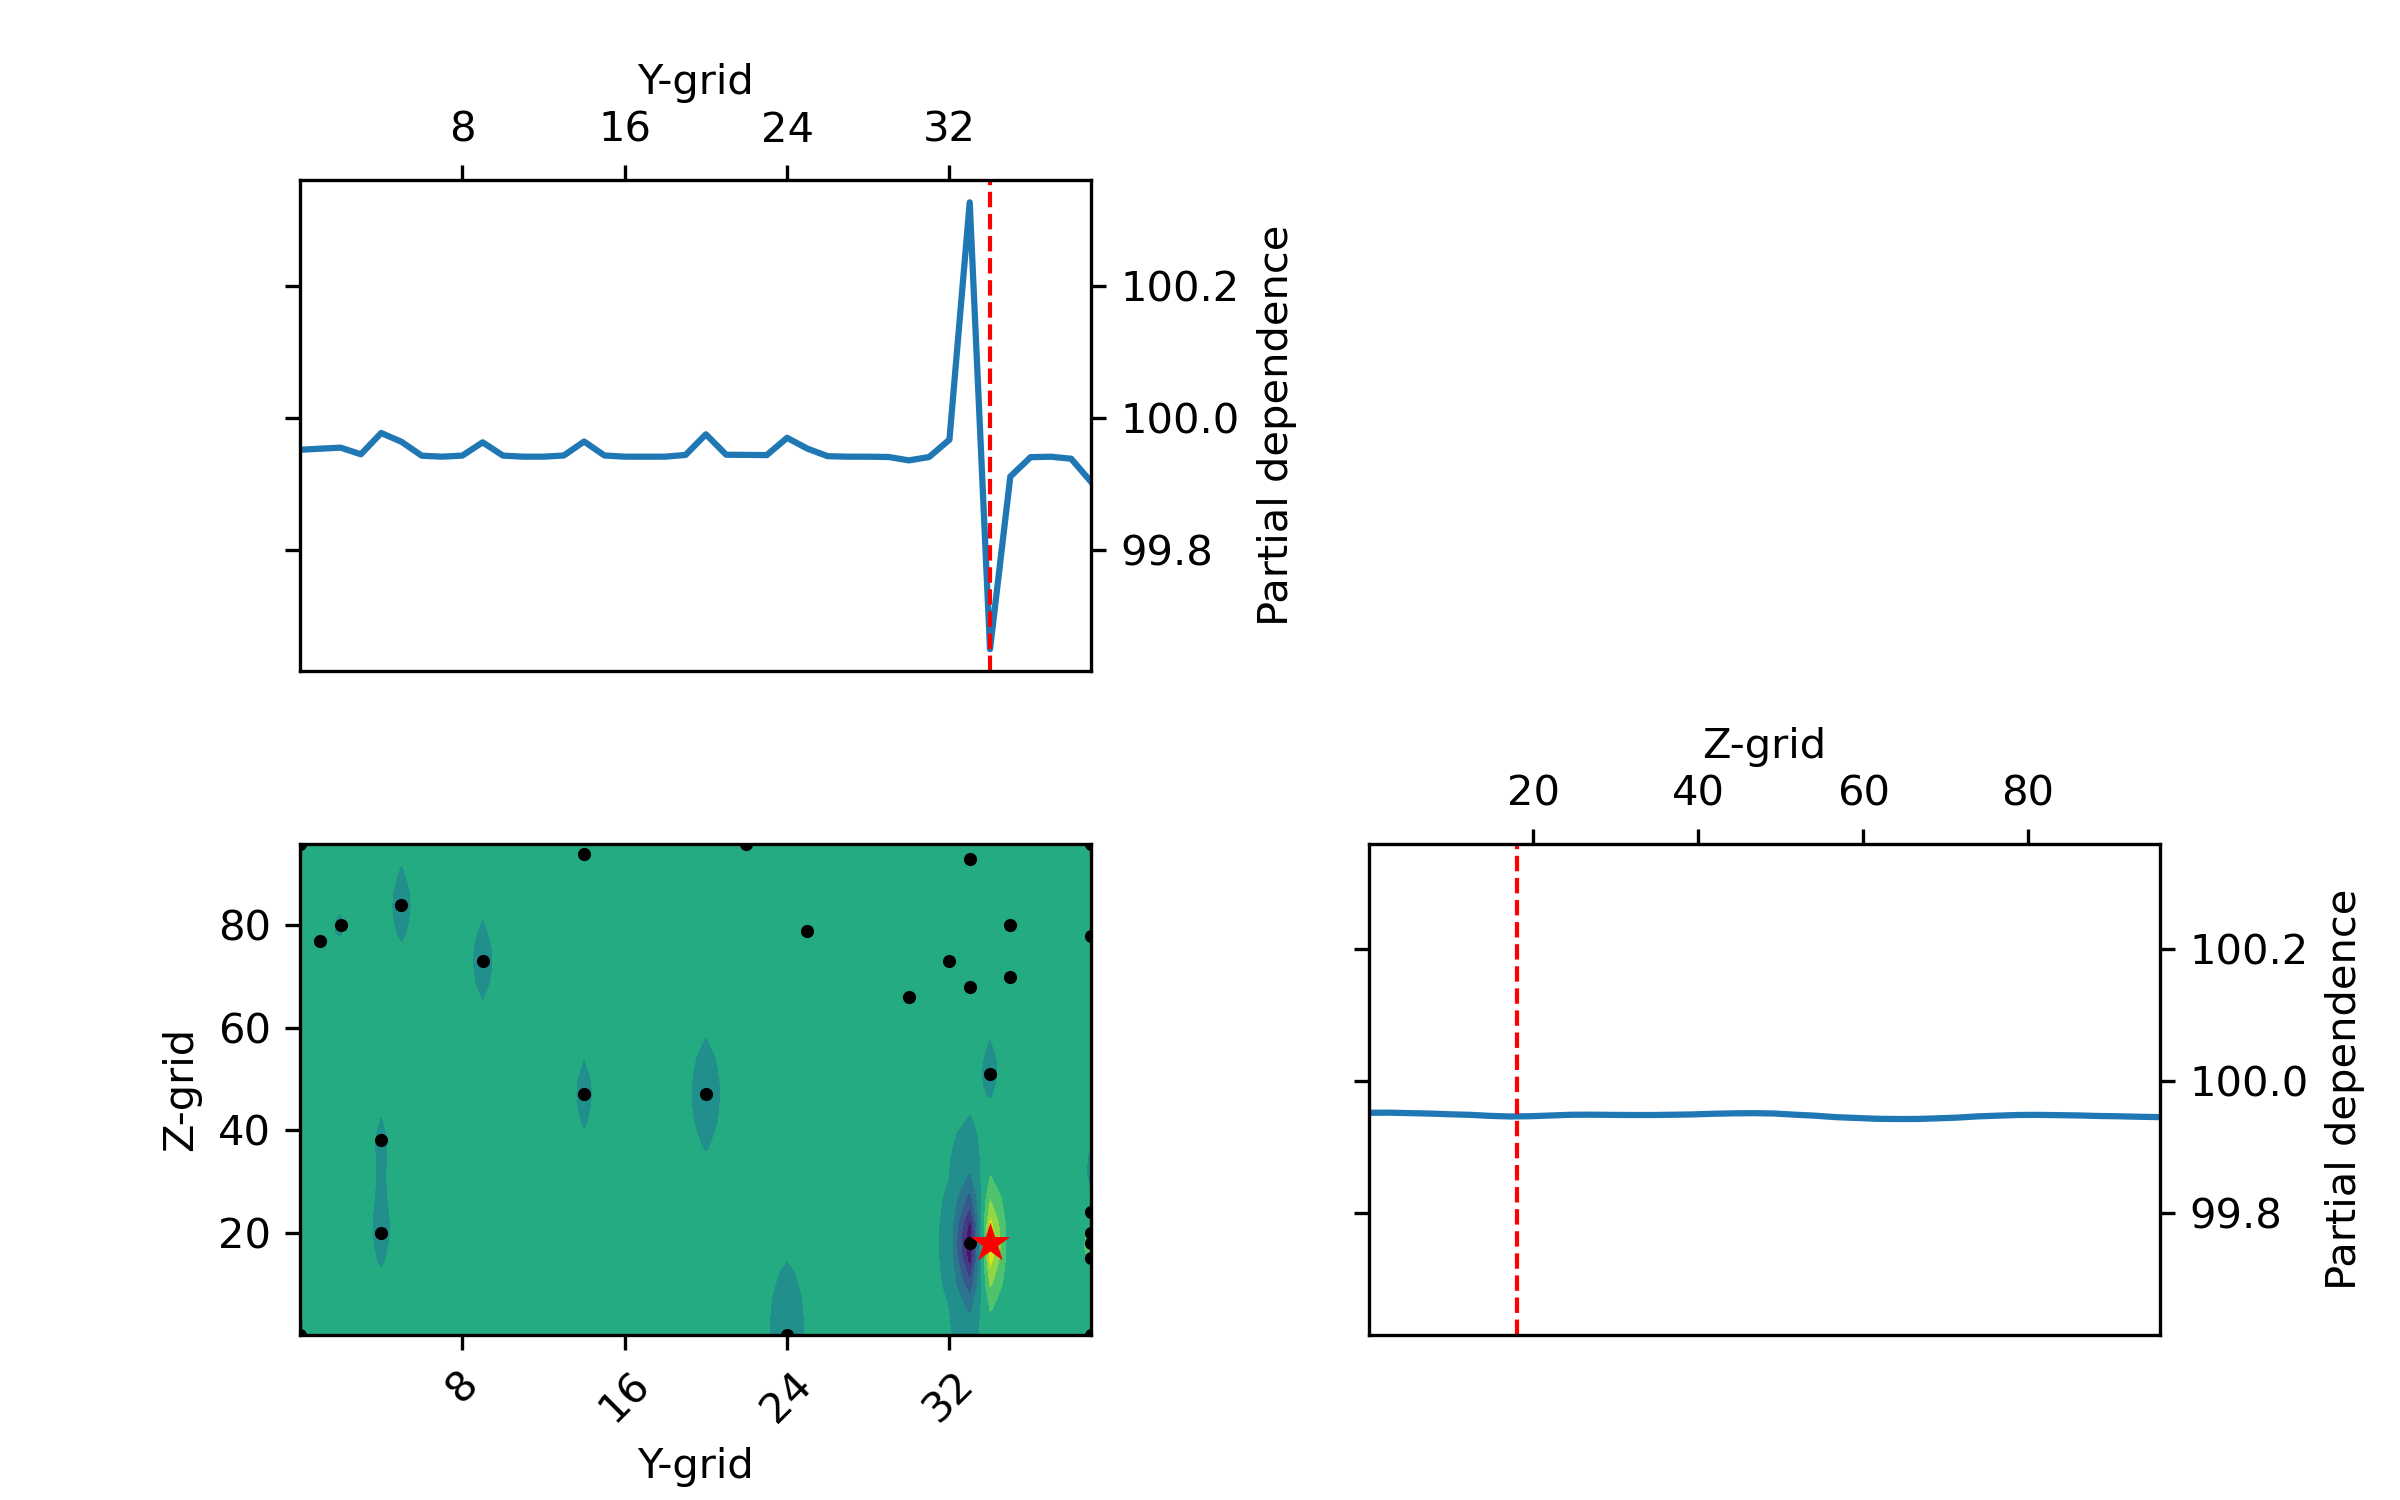 Y-grid
8 16 24 32
100.2
100.0
99.8
Partial dependence
Z-grid
20 40 60 80
80
60
40
20
Z-grid
8 16 24 32
Y-grid
100.2
100.0
99.8
Partial dependence